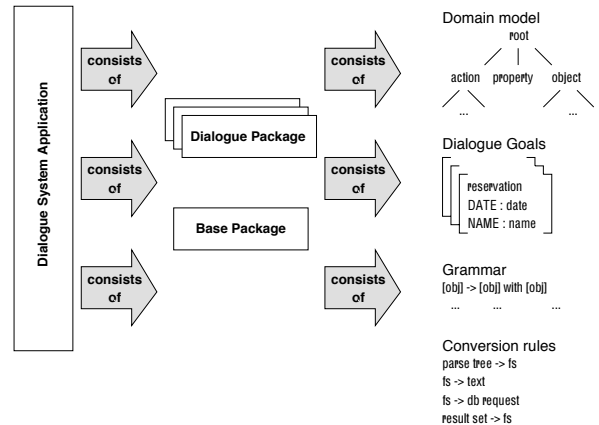 Dialogue System Application
consists
of
consists
of
consists
of
Dialogue Package
Base Package
consists
of
consists
of
consists
of
Domain model
root
action property object
... ...
Dialogue Goals
reservation
DATE : date
NAME : name
Grammar
[obj] -> [obj] with [obj]
... ... ...
Conversion rules
parse tree -> fs
fs -> text
fs -> db request
result set -> fs